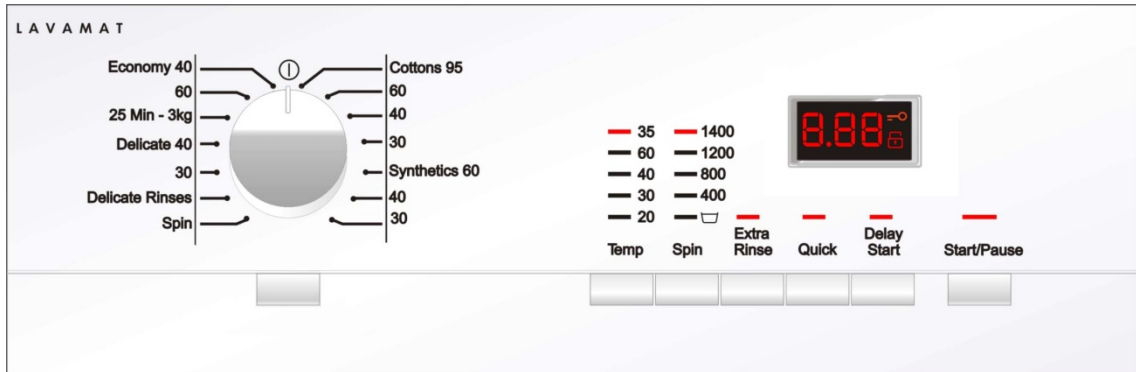 LAVAMAT
Economy 40
60
25 Min - 3kg
Delicate 40
30
Delicate Rinses
Spin
Cottons 95
60
40
30
Synthetics 60
40
30
35
60
40
30
20
Temp
1400
1200
800
400
Spin
Extra
Rinse
Quick
Delay
Start
Start/Pause
8.88